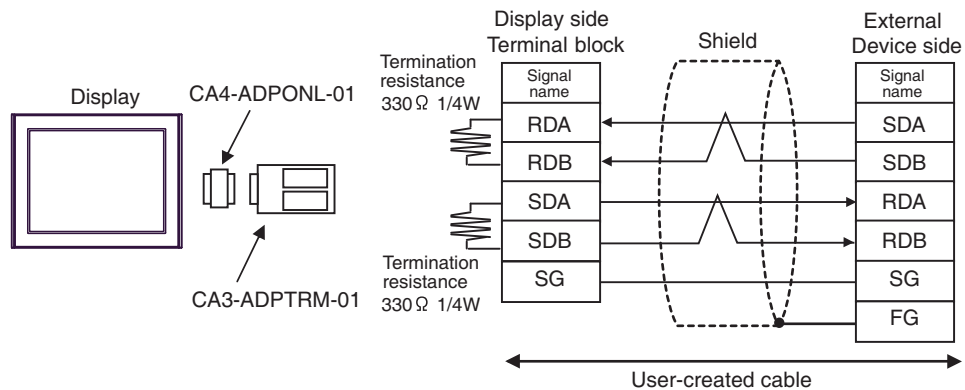 Display
CA4-ADPONL-01
CA3-ADPTRM-01
Termination
resistance
330 Ω 1/4W
Termination
resistance
330 Ω 1/4W
Display side
Terminal block
Signal
name
RDA
RDB
SDA
SDB
SG
Shield
External
Device side
Signal
name
SDA
SDB
RDA
RDB
SG
FG
User-created cable